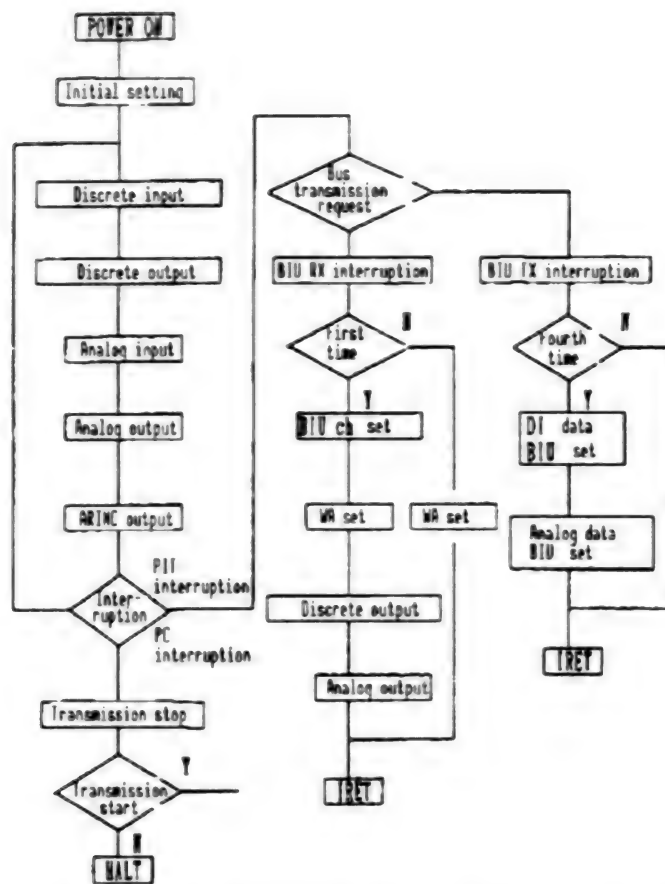 POWER ON
Initial setting
Discrete input
Discrete output
Analog input
Analog output
ARINC output
Inter-
ruption
PIT
interruption
PC
interruption
Transmission stop
Transmission
start
Y
N
HALT
Bus
transmission
request
BIU RX interruption
First
time
N
Y
BIU ch set
WA set
WA set
Discrete output
Analog output
IRET
BIU TX interruption
Fourth
time
N
Y
DI data
BIU set
Analog data
BIU set
IRET